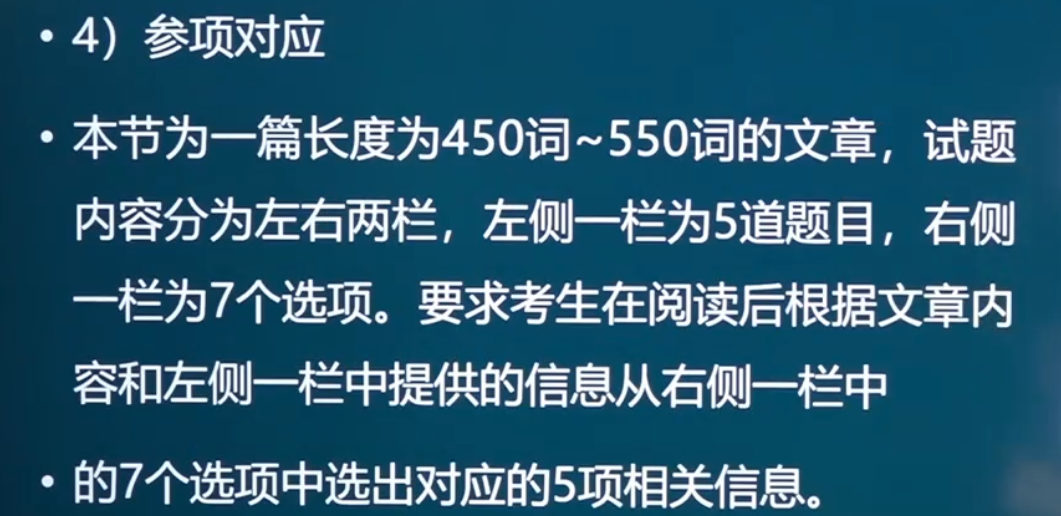 • 4）参项对应
• 本节为一篇长度为450词~550词的文章，试题
内容分为左右两栏，左侧一栏为5道题目，右侧
一栏为7个选项。要求考生在阅读后根据文章内
容和左侧一栏中提供的信息从右侧一栏中
• 的7个选项中选出对应的5项相关信息。